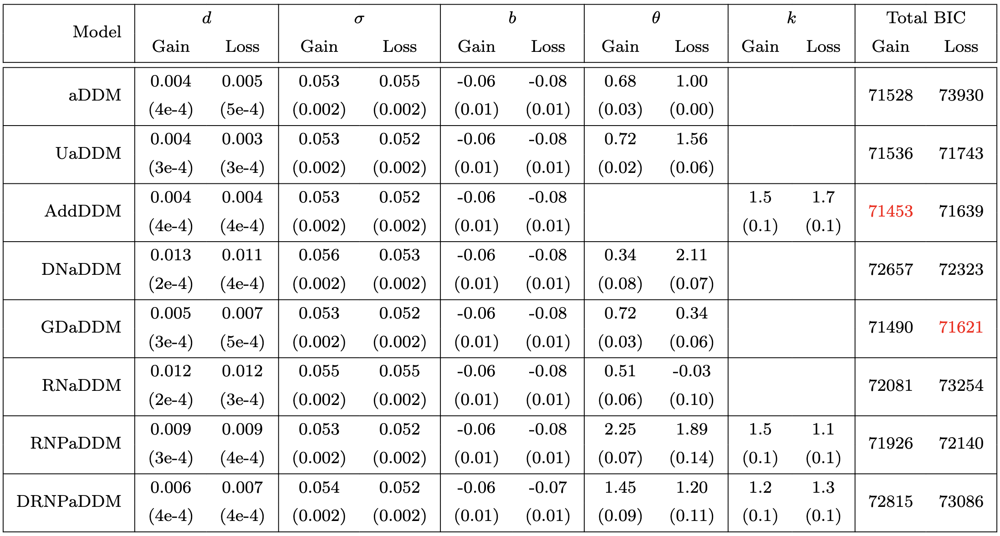 Model d σ b θ k Total BIC
Gain Loss Gain Loss Gain Loss Gain Loss Gain Loss Gain Loss
aDDM 0.004 0.005 0.053 0.055 -0.06 -0.08 0.68 1.00 71528 73930
(4e-4) (5e-4) (0.002) (0.002) (0.01) (0.01) (0.03) (0.00)
UaDDM 0.004 0.003 0.053 0.052 -0.06 -0.08 0.72 1.56 71536 71743
(3e-4) (3e-4) (0.002) (0.002) (0.01) (0.01) (0.02) (0.06)
AddDDM 0.004 0.004 0.053 0.052 -0.06 -0.08 1.5 1.7 71453 71639
(4e-4) (4e-4) (0.002) (0.002) (0.01) (0.01) (0.1) (0.1)
DNaDDM 0.013 0.011 0.056 0.053 -0.06 -0.08 0.34 2.11 72657 72323
(2e-4) (4e-4) (0.002) (0.002) (0.01) (0.01) (0.08) (0.07)
GDaDDM 0.005 0.007 0.053 0.052 -0.06 -0.08 0.72 0.34 71490 71621
(3e-4) (5e-4) (0.002) (0.002) (0.01) (0.01) (0.03) (0.06)
RNaDDM 0.012 0.012 0.055 0.055 -0.06 -0.08 0.51 -0.03 72081 73254
(2e-4) (3e-4) (0.002) (0.002) (0.01) (0.01) (0.06) (0.10)
RNPaDDM 0.009 0.009 0.053 0.052 -0.06 -0.08 2.25 1.89 1.5 1.1 71926 72140
(3e-4) (4e-4) (0.002) (0.002) (0.01) (0.01) (0.07) (0.14) (0.1) (0.1)
DRNPaDDM 0.006 0.007 0.054 0.052 -0.06 -0.07 1.45 1.20 1.2 1.3 72815 73086
(4e-4) (4e-4) (0.002) (0.002) (0.01) (0.01) (0.09) (0.11) (0.1) (0.1)